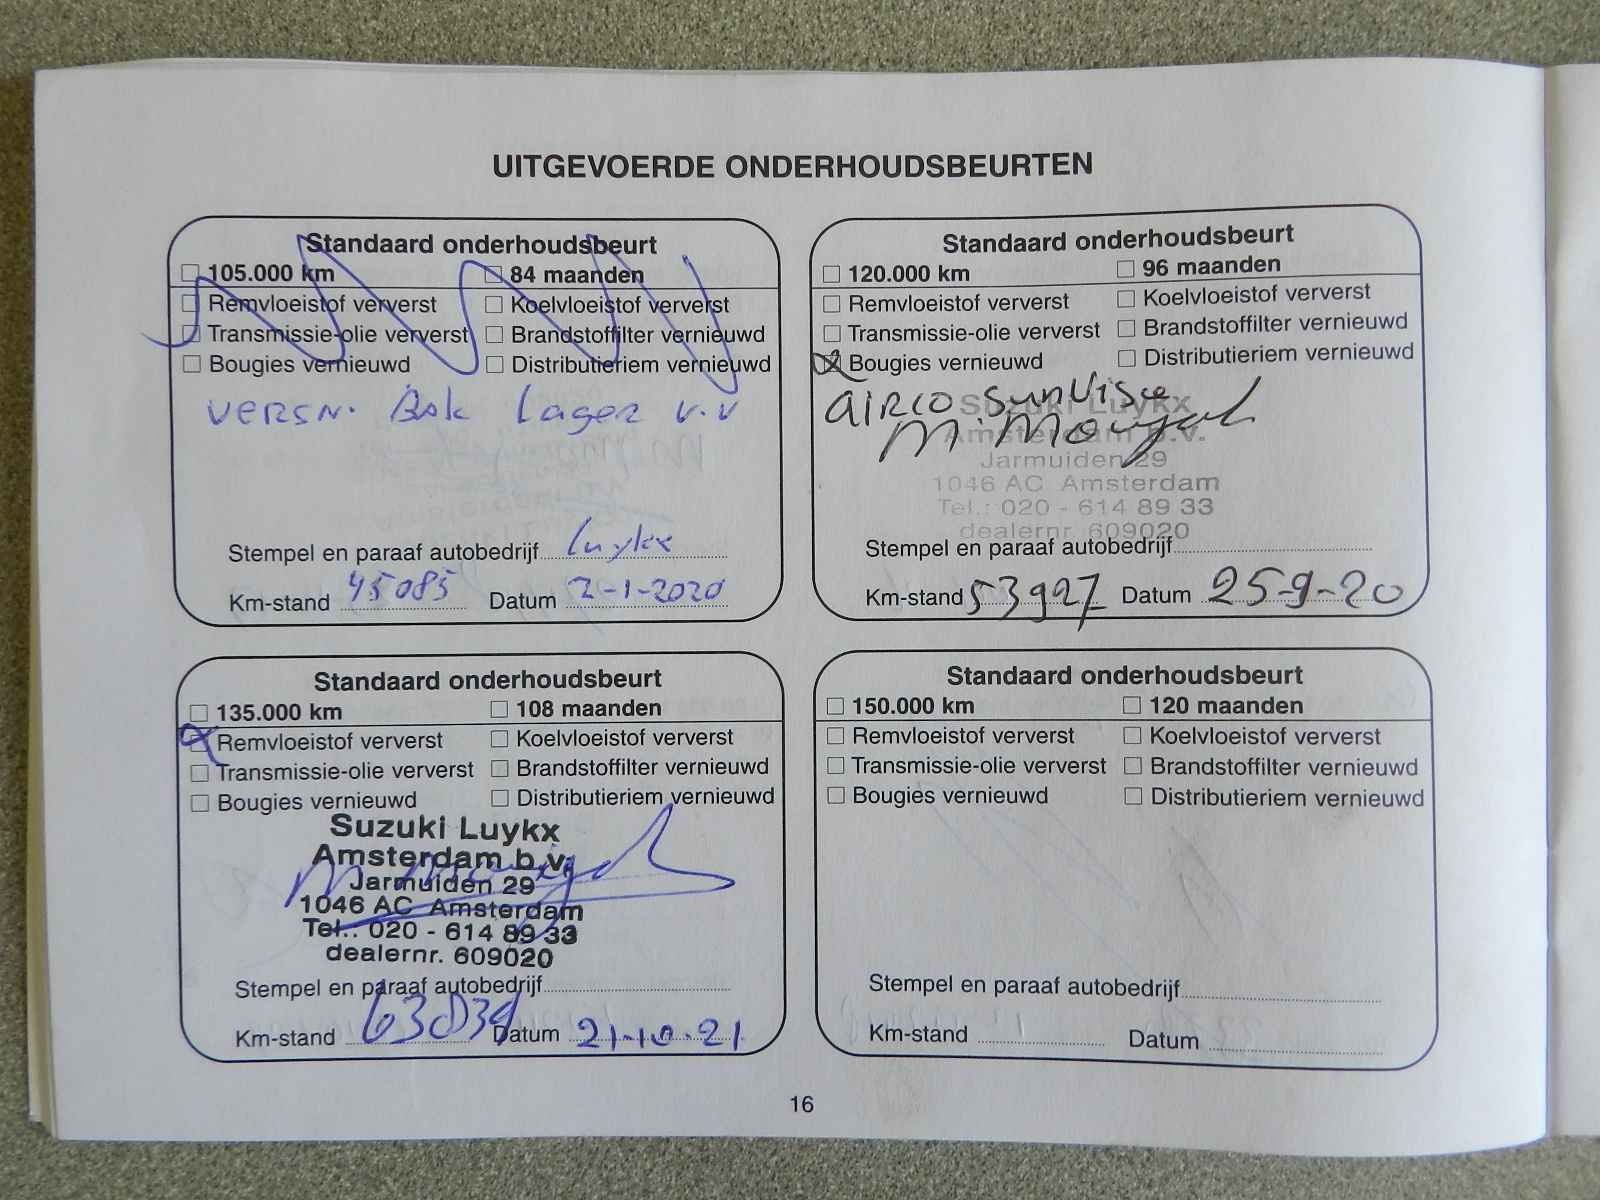 UITGEVOERDE ONDERHOUDSBEURTEN
Standaard onderhoudsbeurt
105.000 km 84 maanden
Remvloeistof ververst Koelvloeistof ververst
Transmissie-olie ververst Brandstoffilter vernieuwd
Bougies vernieuwd Distributieriem vernieuwd
VERSN. Bak Lager V.V
Stempel en paraaf autobedrijf Luykx
Km-stand 45085 Datum 2-1-2020
Standaard onderhoudsbeurt
120.000 km 96 maanden
Remvloeistof ververst Koelvloeistof ververst
Transmissie-olie ververst Brandstoffilter vernieuwd
Bougies vernieuwd Distributieriem vernieuwd
AIRCO SunVisce
Suzuki Luykx
Amsterdam b.v.
Jarmuiden 29
1046 AC Amsterdam
Tel.: 020 - 614 89 33
dealernr. 609020
Stempel en paraaf autobedrijf
Km-stand 53927 Datum 25-9-20
Standaard onderhoudsbeurt
135.000 km 108 maanden
Remvloeistof ververst Koelvloeistof ververst
Transmissie-olie ververst Brandstoffilter vernieuwd
Bougies vernieuwd Distributieriem vernieuwd
Suzuki Luykx
Amsterdam b.v.
Jarmuiden 29
1046 AC Amsterdam
Tel.: 020 - 614 89 33
dealernr. 609020
Stempel en paraaf autobedrijf
Km-stand 63039 Datum 21-10-21
Standaard onderhoudsbeurt
150.000 km 120 maanden
Remvloeistof ververst Koelvloeistof ververst
Transmissie-olie ververst Brandstoffilter vernieuwd
Bougies vernieuwd Distributieriem vernieuwd
Stempel en paraaf autobedrijf
Km-stand Datum
16